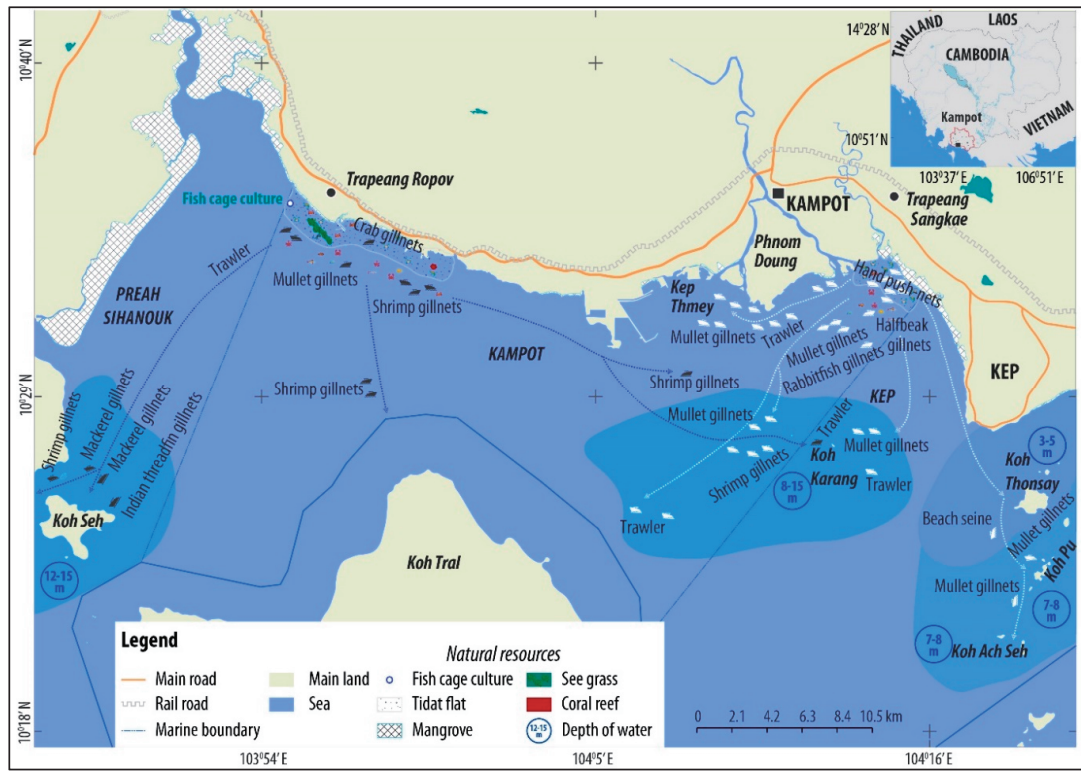 14°28' N
THAILAND
LAOS
CAMBODIA
Kampot
VIETNAM
10°51' N
103°37' E
106°51' E
10°40' N
10°29' N
10°18' N
103°54' E
104°5' E
104°16' E
Trapeang Ropov
Fish cage culture
Crab gillnets
Trawler
Mullet gillnets
Shrimp gillnets
PREAH
SIHANOUK
KAMPOT
Trapeang
Sangkae
Phnom
Doung
Kep
Thmey
Hand push-nets
Mullet gillnets
Trawler
Mullet gillnets
Halfbeak
gillnets
Rabbitfish gillnets
KAMPOT
KEP
KEP
Shrimp gillnets
Shrimp gillnets
Mullet gillnets
Trawler
Mullet gillnets
Shrimp gillnets
Koh
Karang
8-15
m
Trawler
Trawler
Shrimp gillnets
Mackerel gillnets
Mackerel gillnets
Indian threadfin gillnets
Koh Seh
12-15
m
Koh Tral
3-5
m
Koh
Thonsay
Beach seine
Mullet gillnets
Koh Pu
Mullet gillnets
7-8
m
7-8
m
Koh Ach Seh
Legend
Natural resources
Main road
Main land
Fish cage culture
See grass
Rail road
Sea
Tidat flat
Coral reef
Marine boundary
Mangrove
12-15
m
Depth of water
0 2.1 4.2 6.3 8.4 10.5 km